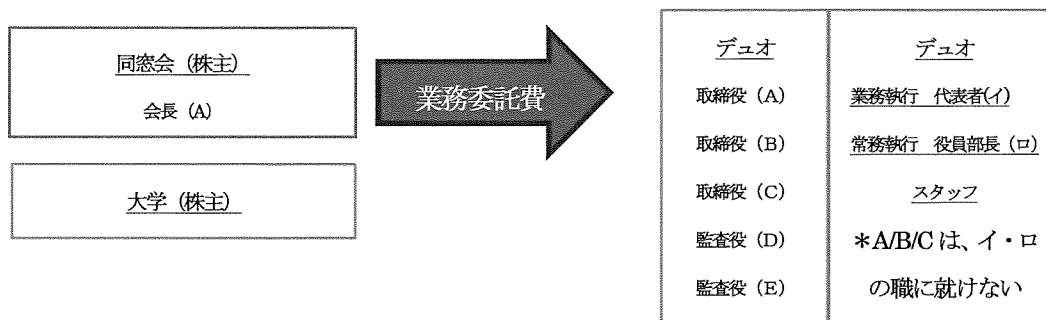 同窓会（株主）
会長（A）
大学（株主）
業務委託費
デュオ
取締役（A）
取締役（B）
取締役（C）
監査役（D）
監査役（E）
デュオ
業務執行　代表者(イ)
常務執行　役員部長（ロ）
スタッフ
＊A/B/C は、イ・ロ
の職に就けない